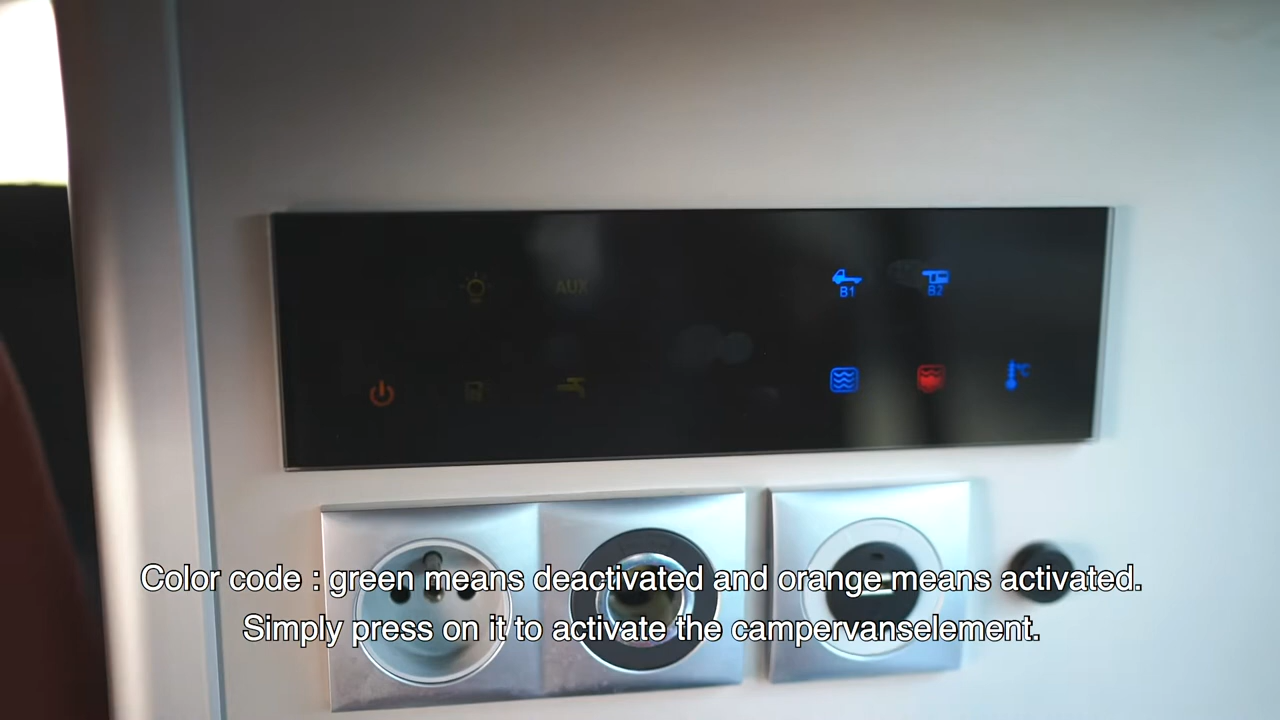 AUX
B1
B2
°C
Color code : green means deactivated and orange means activated.
Simply press on it to activate the campervanselement.